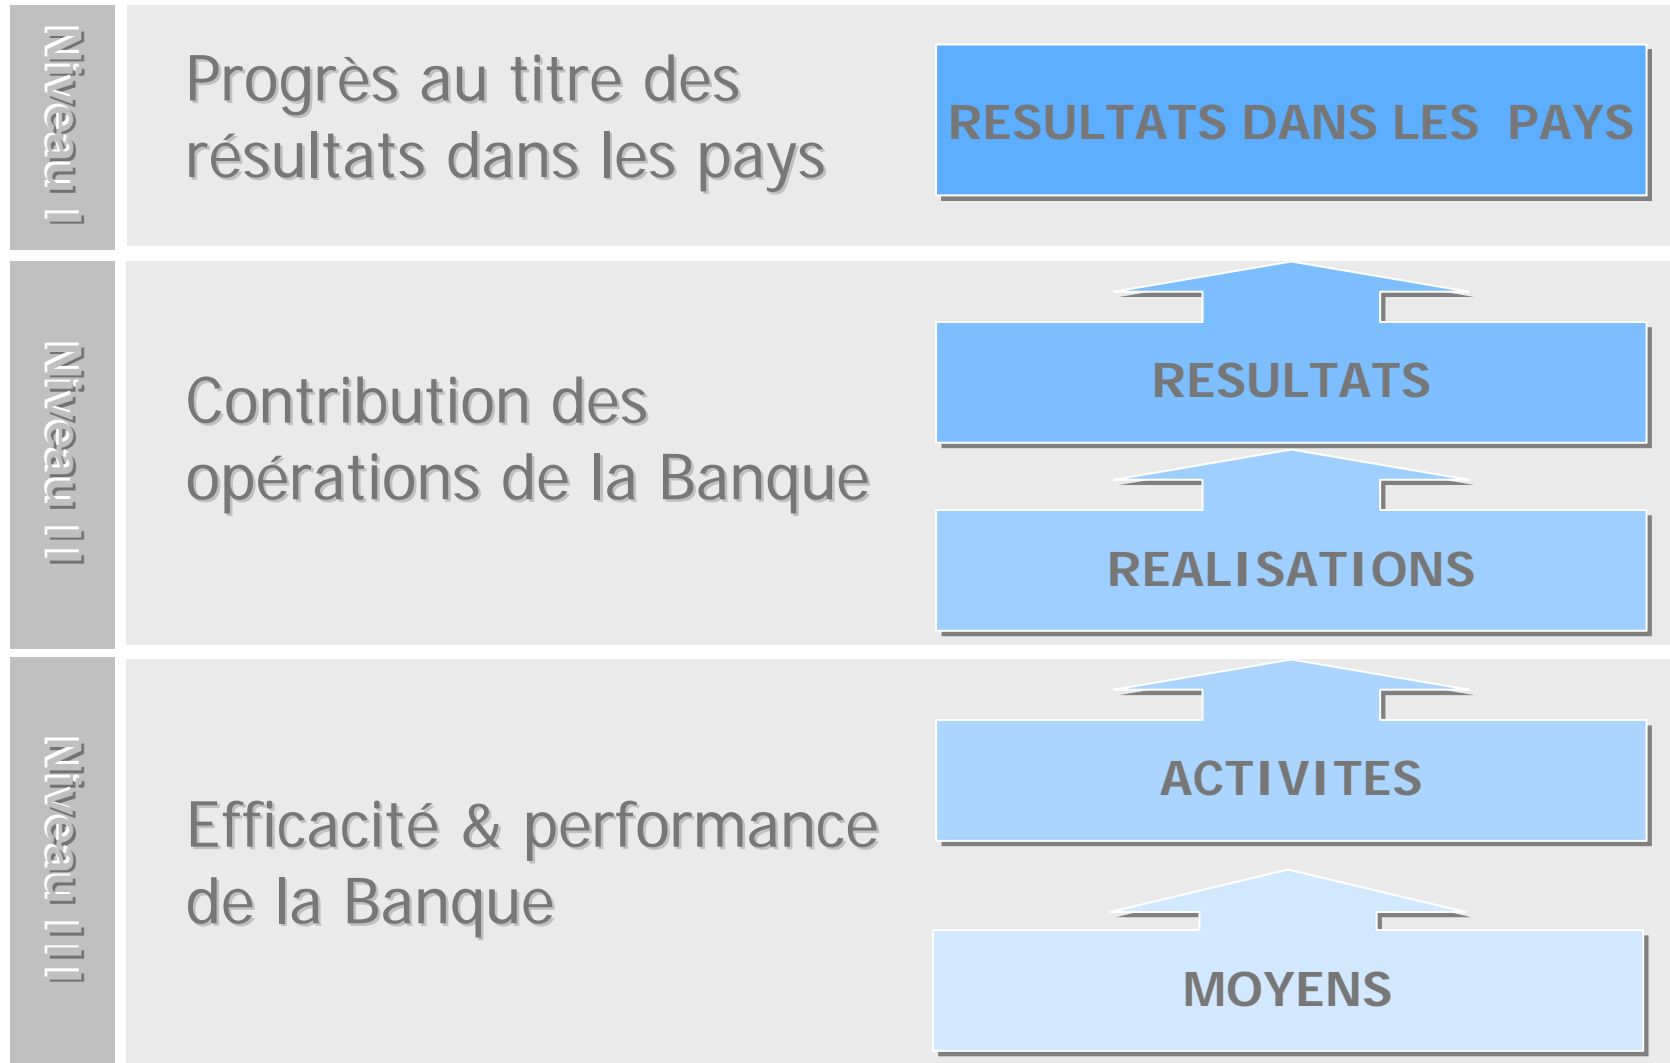 Niveau I
Progrès au titre des
résultats dans les pays
RESULTATS DANS LES PAYS
Niveau II
Contribution des
opérations de la Banque
RESULTATS
REALISATIONS
Niveau III
Efficacité & performance
de la Banque
ACTIVITES
MOYENS